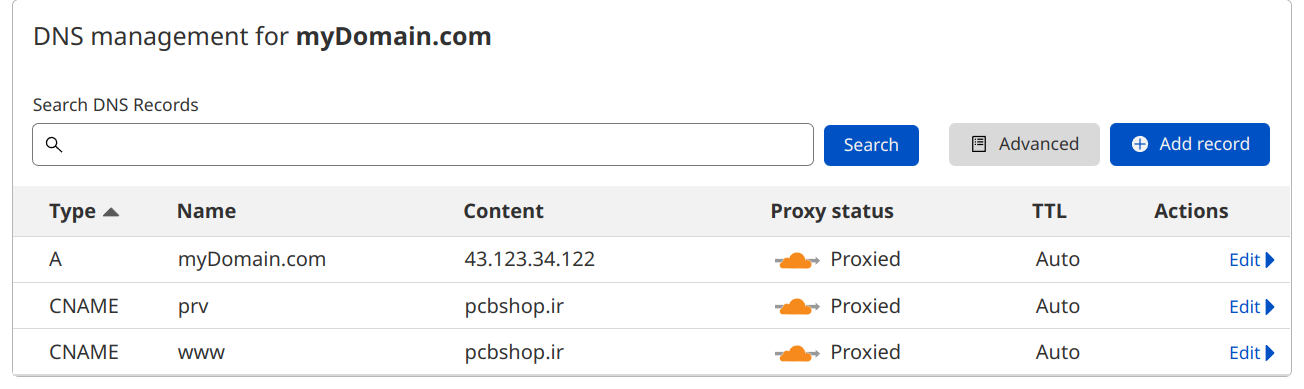 DNS management for myDomain.com
Search DNS Records
Search Advanced Add record
Type Name Content Proxy status TTL Actions
A myDomain.com 43.123.34.122 Proxied Auto Edit
CNAME prv pcbshop.ir Proxied Auto Edit
CNAME www pcbshop.ir Proxied Auto Edit